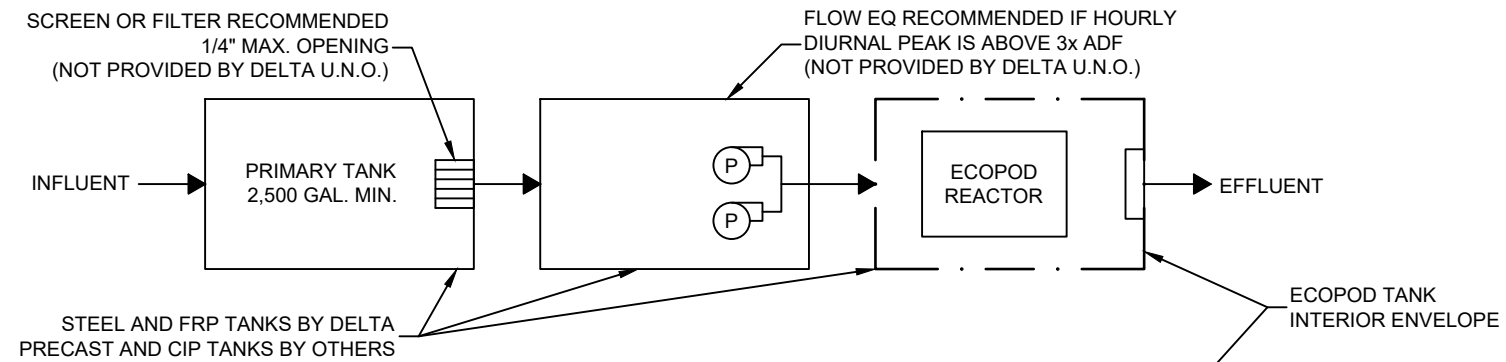 SCREEN OR FILTER RECOMMENDED
1/4" MAX. OPENING
(NOT PROVIDED BY DELTA U.N.O.)
FLOW EQ RECOMMENDED IF HOURLY
DIURNAL PEAK IS ABOVE 3x ADF
(NOT PROVIDED BY DELTA U.N.O.)
INFLUENT
PRIMARY TANK
2,500 GAL. MIN.
P
P
ECOPOD
REACTOR
EFFLUENT
STEEL AND FRP TANKS BY DELTA
PRECAST AND CIP TANKS BY OTHERS
ECOPOD TANK
INTERIOR ENVELOPE